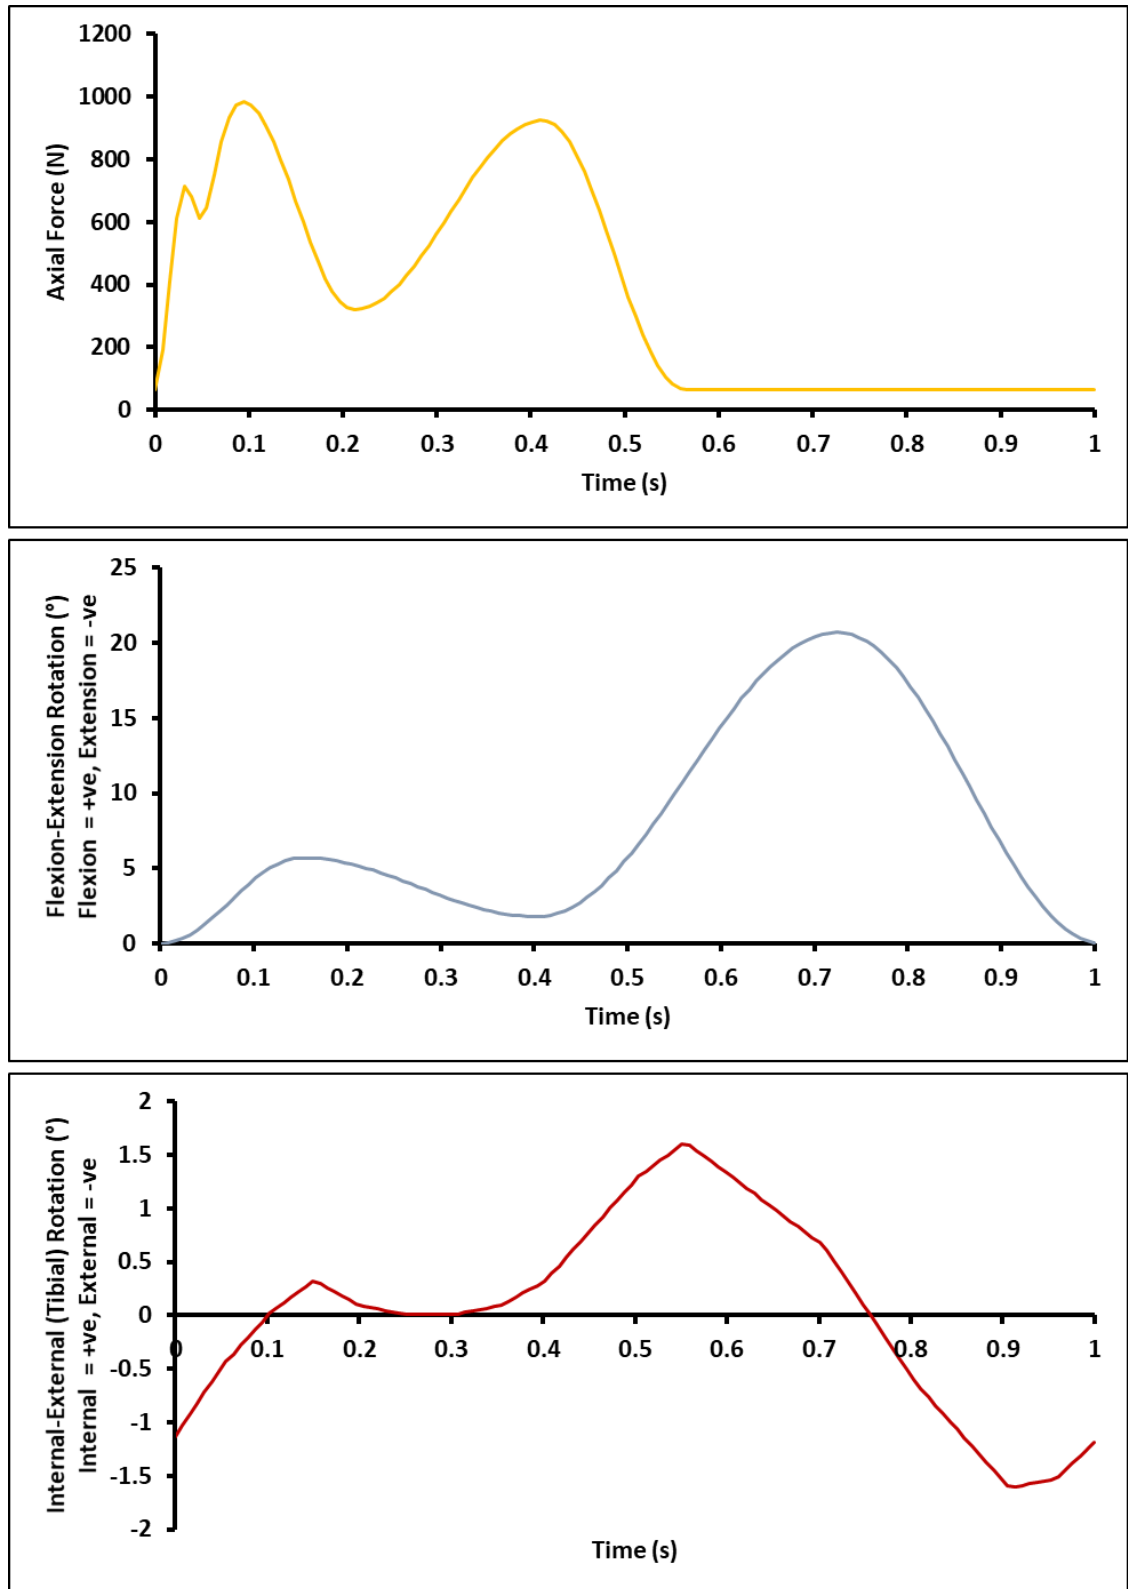 1200
1000
800
600
400
200
0
Axial Force (N)
0 0.1 0.2 0.3 0.4 0.5 0.6 0.7 0.8 0.9 1
Time (s)
25
20
15
10
5
0
Flexion-Extension Rotation (°)
Flexion = +ve, Extension = -ve
0 0.1 0.2 0.3 0.4 0.5 0.6 0.7 0.8 0.9 1
Time (s)
2
1.5
1
0.5
0
-0.5
-1
-1.5
-2
Internal-External (Tibial) Rotation (°)
Internal = +ve, External = -ve
0 0.1 0.2 0.3 0.4 0.5 0.6 0.7 0.8 0.9 1
Time (s)